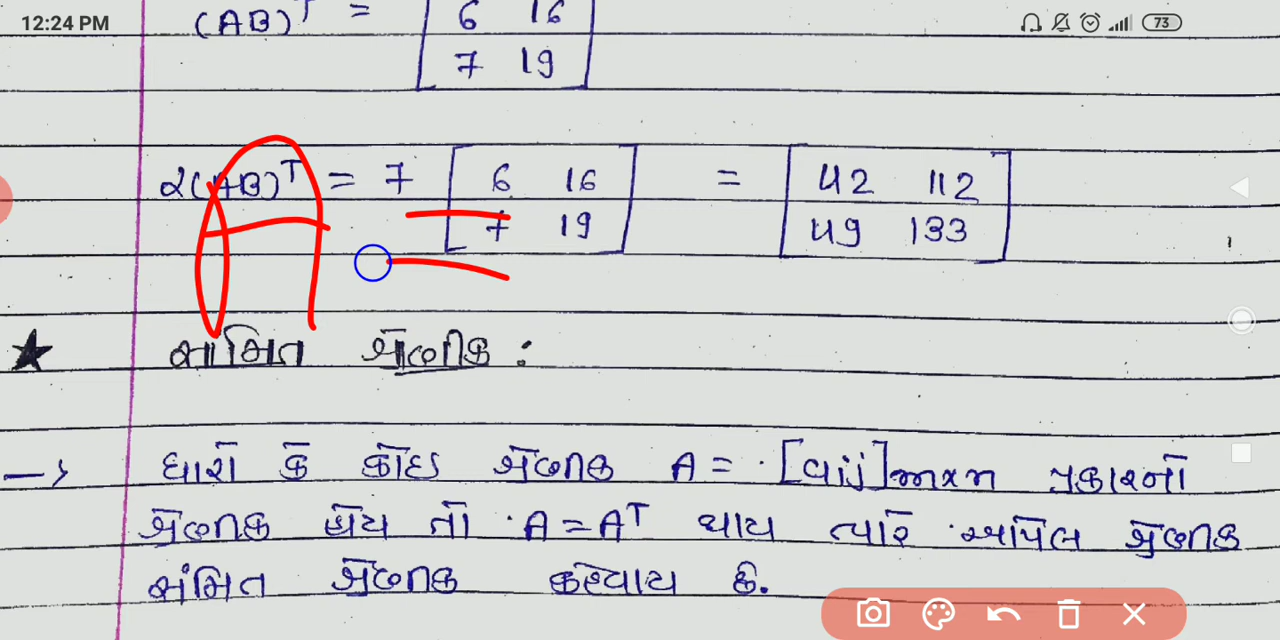 12:24 PM 73
(AB)ᵀ = [ 6 16
7 19 ]
α(AB)ᵀ = 7 [ 6 16 = [ 42 112
7 19 ] 49 133 ]
★ સંમિત શ્રેણીક :
→ ધારો કે કોઇ શ્રેણીક A = [aij]m×n પ્રકારનો
શ્રેણીક હોય તો A = Aᵀ થાય ત્યારે આપેલ શ્રેણીક
સંમિત શ્રેણીક કહેવાય છે.